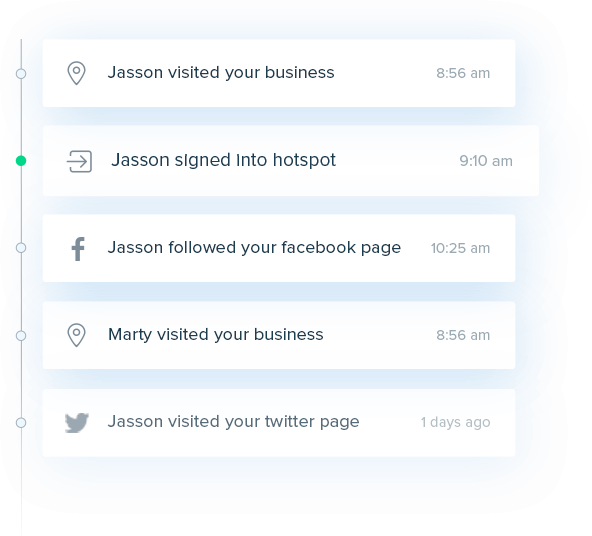 Jasson visited your business 8:56 am
Jasson signed into hotspot 9:10 am
Jasson followed your facebook page 10:25 am
Marty visited your business 8:56 am
Jasson visited your twitter page 1 days ago